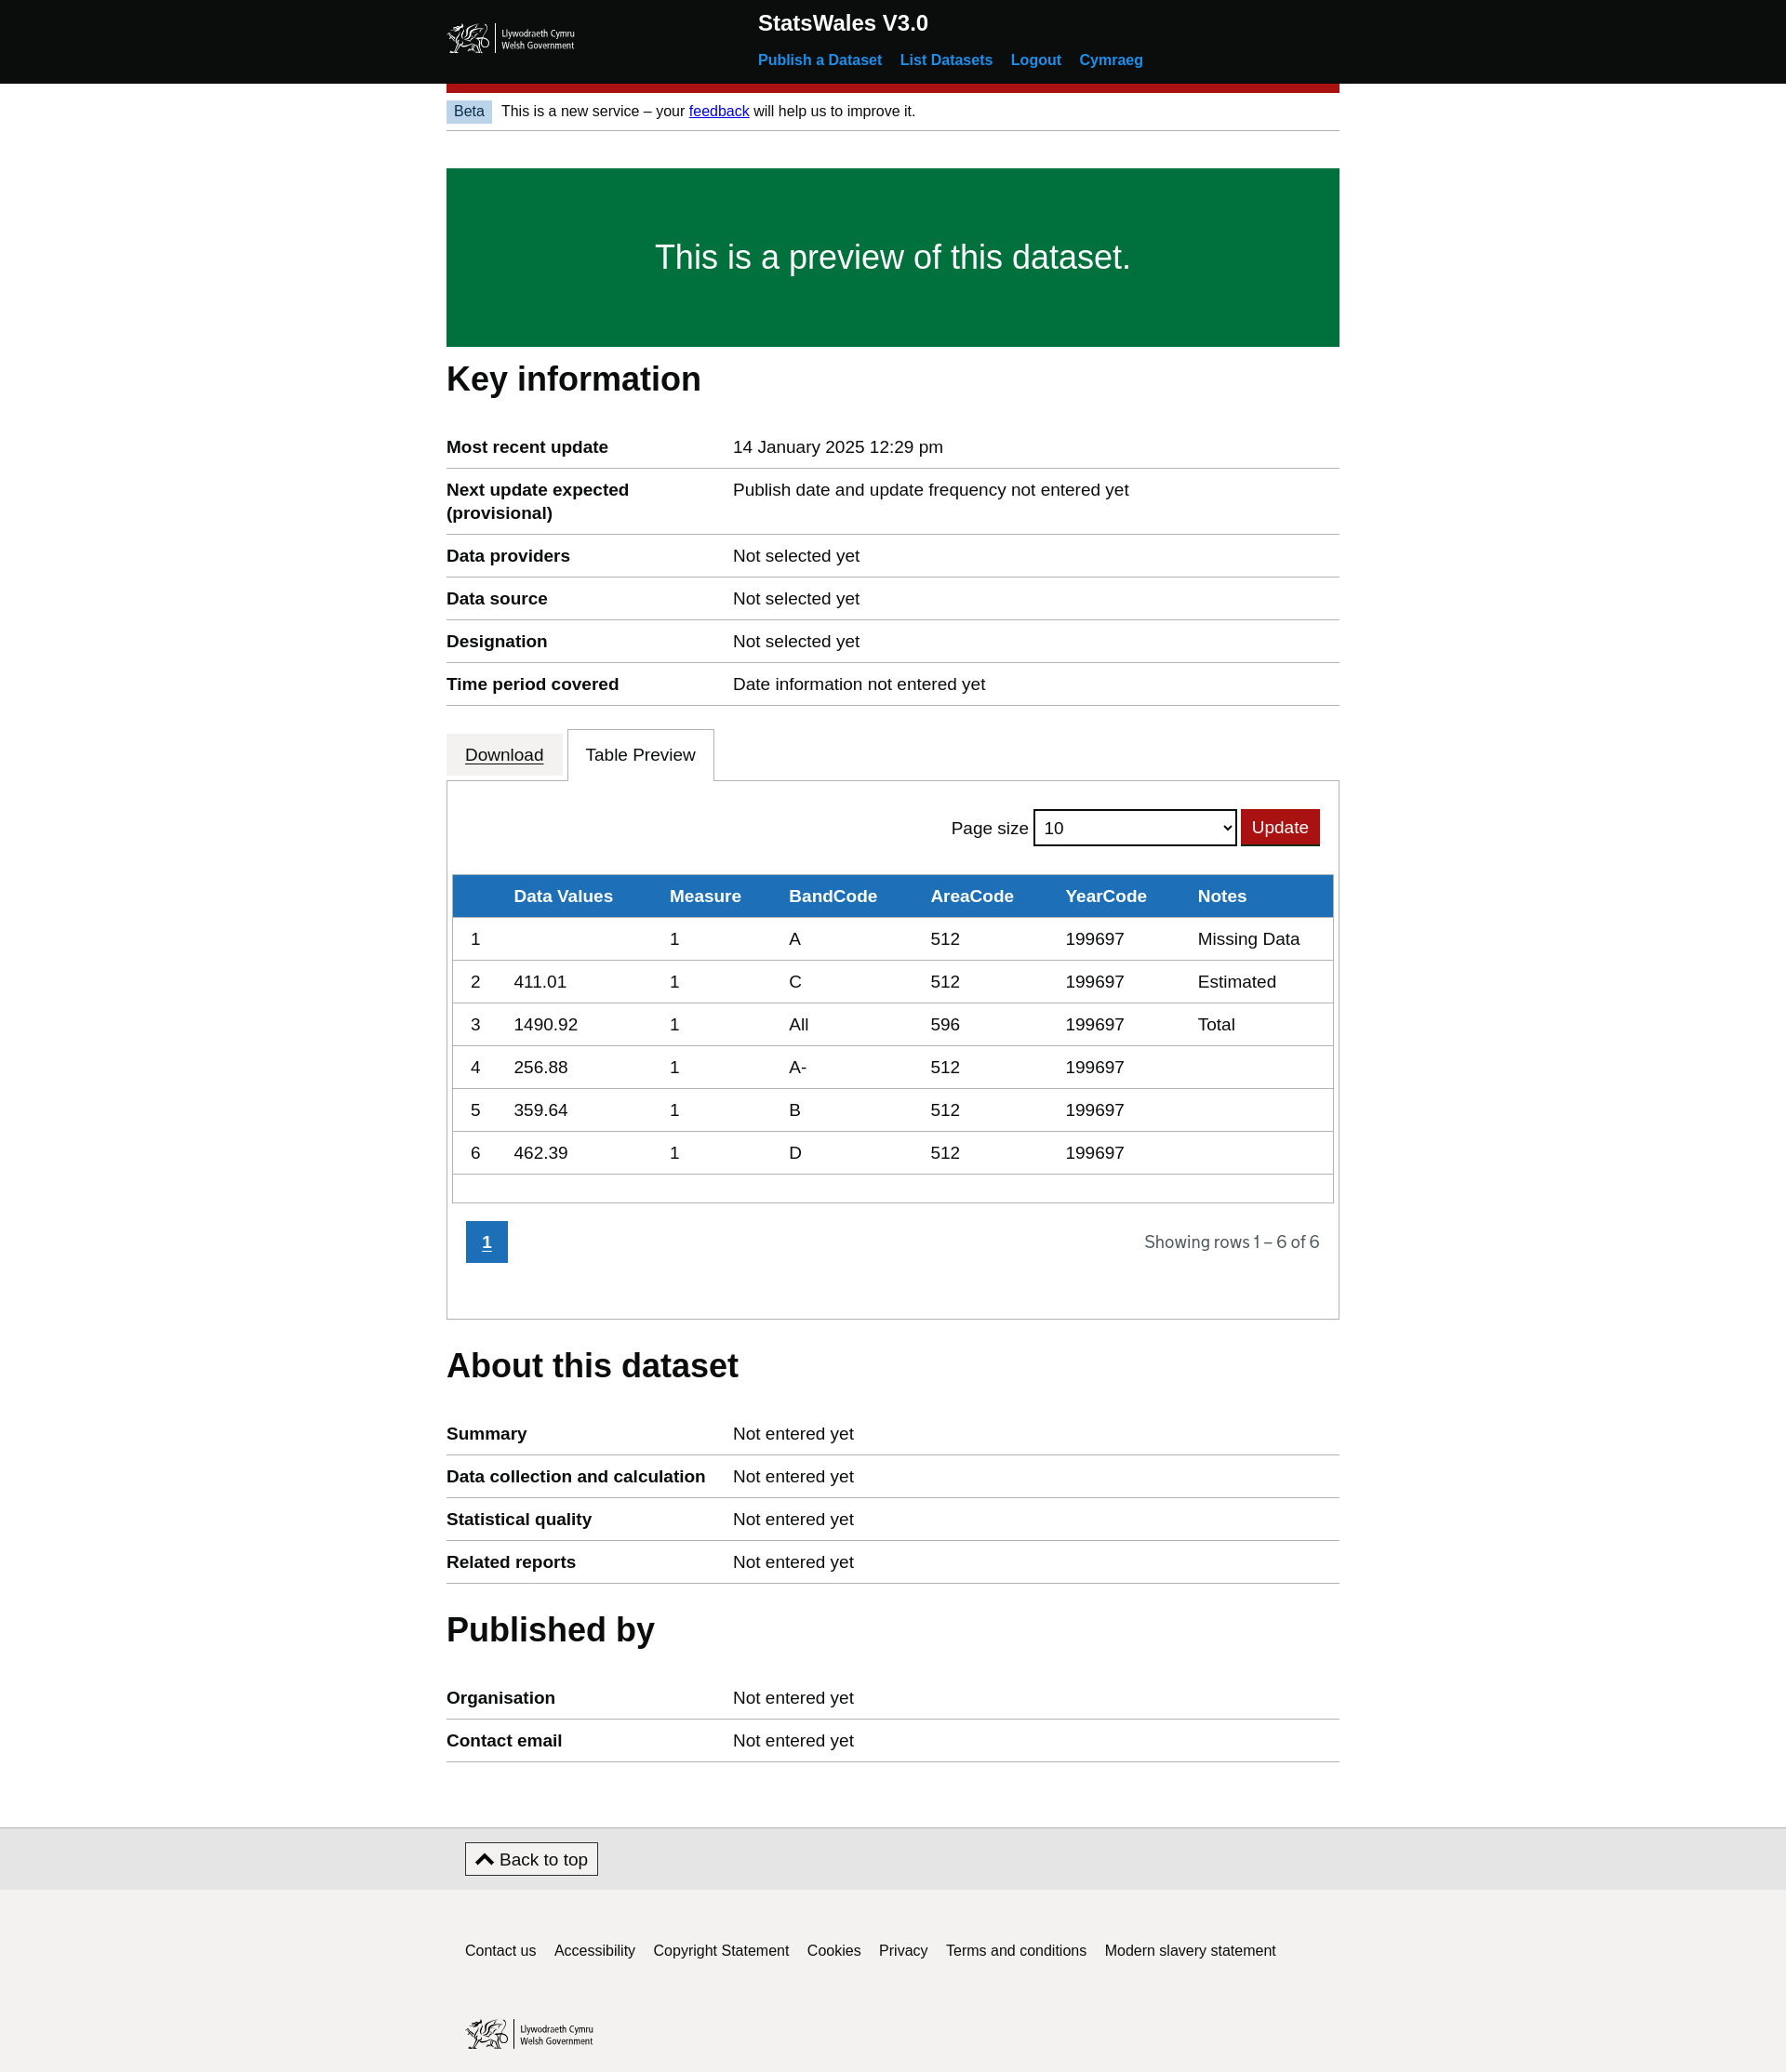 Llywodraeth Cymru
Welsh Government
StatsWales V3.0
Publish a Dataset List Datasets Logout Cymraeg
Beta This is a new service – your feedback will help us to improve it.
This is a preview of this dataset.
Key information
Most recent update 14 January 2025 12:29 pm
Next update expected (provisional) Publish date and update frequency not entered yet
Data providers Not selected yet
Data source Not selected yet
Designation Not selected yet
Time period covered Date information not entered yet
Download Table Preview
Page size 10 Update
Data Values Measure BandCode AreaCode YearCode Notes
1 1 A 512 199697 Missing Data
2 411.01 1 C 512 199697 Estimated
3 1490.92 1 All 596 199697 Total
4 256.88 1 A- 512 199697
5 359.64 1 B 512 199697
6 462.39 1 D 512 199697
1 Showing rows 1 – 6 of 6
About this dataset
Summary Not entered yet
Data collection and calculation Not entered yet
Statistical quality Not entered yet
Related reports Not entered yet
Published by
Organisation Not entered yet
Contact email Not entered yet
Back to top
Contact us Accessibility Copyright Statement Cookies Privacy Terms and conditions Modern slavery statement
Llywodraeth Cymru
Welsh Government